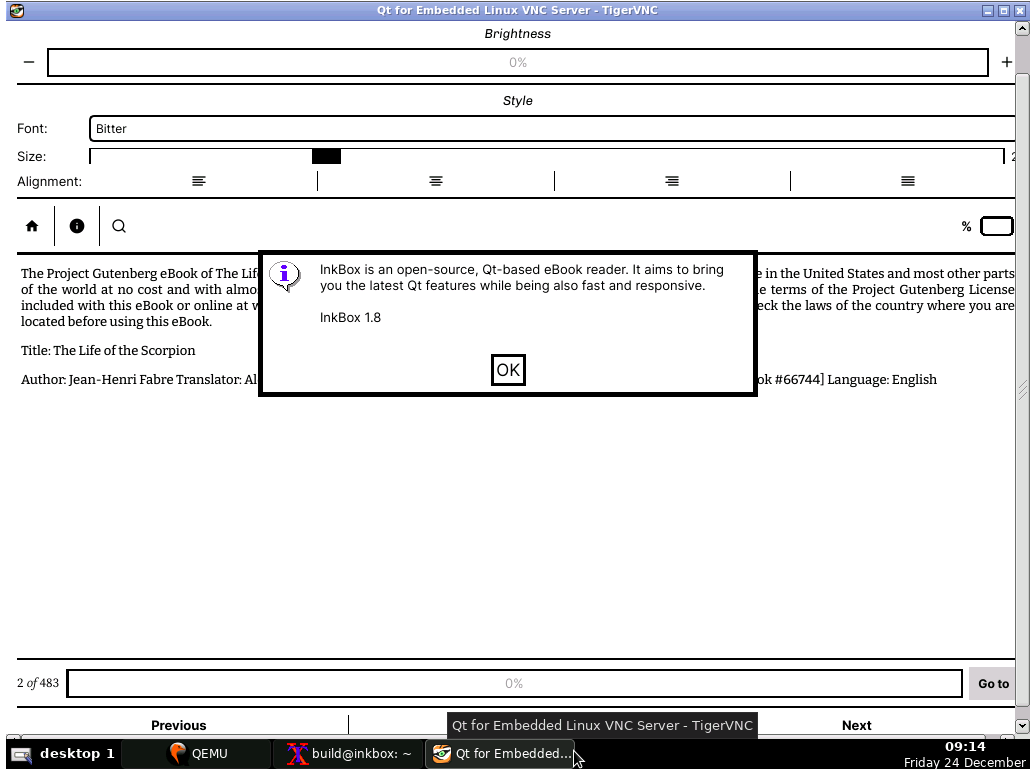 Qt for Embedded Linux VNC Server - TigerVNC
Brightness
0%
Style
Font:
Bitter
Size:
2
Alignment:
%
The Project Gutenberg eBook of The Life
e in the United States and most other parts
of the world at no cost and with almo
e terms of the Project Gutenberg License
included with this eBook or online at w
eck the laws of the country where you are
located before using this eBook.
Title: The Life of the Scorpion
Author: Jean-Henri Fabre Translator: Al
ok #66744] Language: English
InkBox is an open-source, Qt-based eBook reader. It aims to bring
you the latest Qt features while being also fast and responsive.
InkBox 1.8
OK
2 of 483
0%
Go to
Previous
Next
Qt for Embedded Linux VNC Server - TigerVNC
desktop 1
QEMU
build@inkbox: ~
Qt for Embedded...
09:14
Friday 24 December